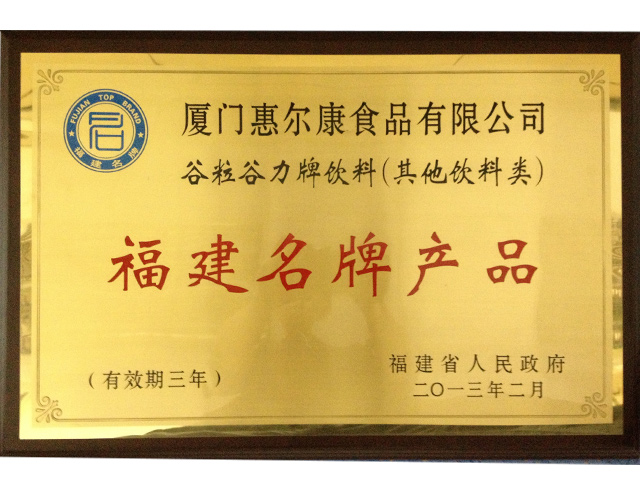 FUJIAN TOP BRAND
福建名牌
厦门惠尔康食品有限公司
谷粒谷力牌饮料(其他饮料类)
福建名牌产品
(有效期三年)
福建省人民政府
二〇一三年二月